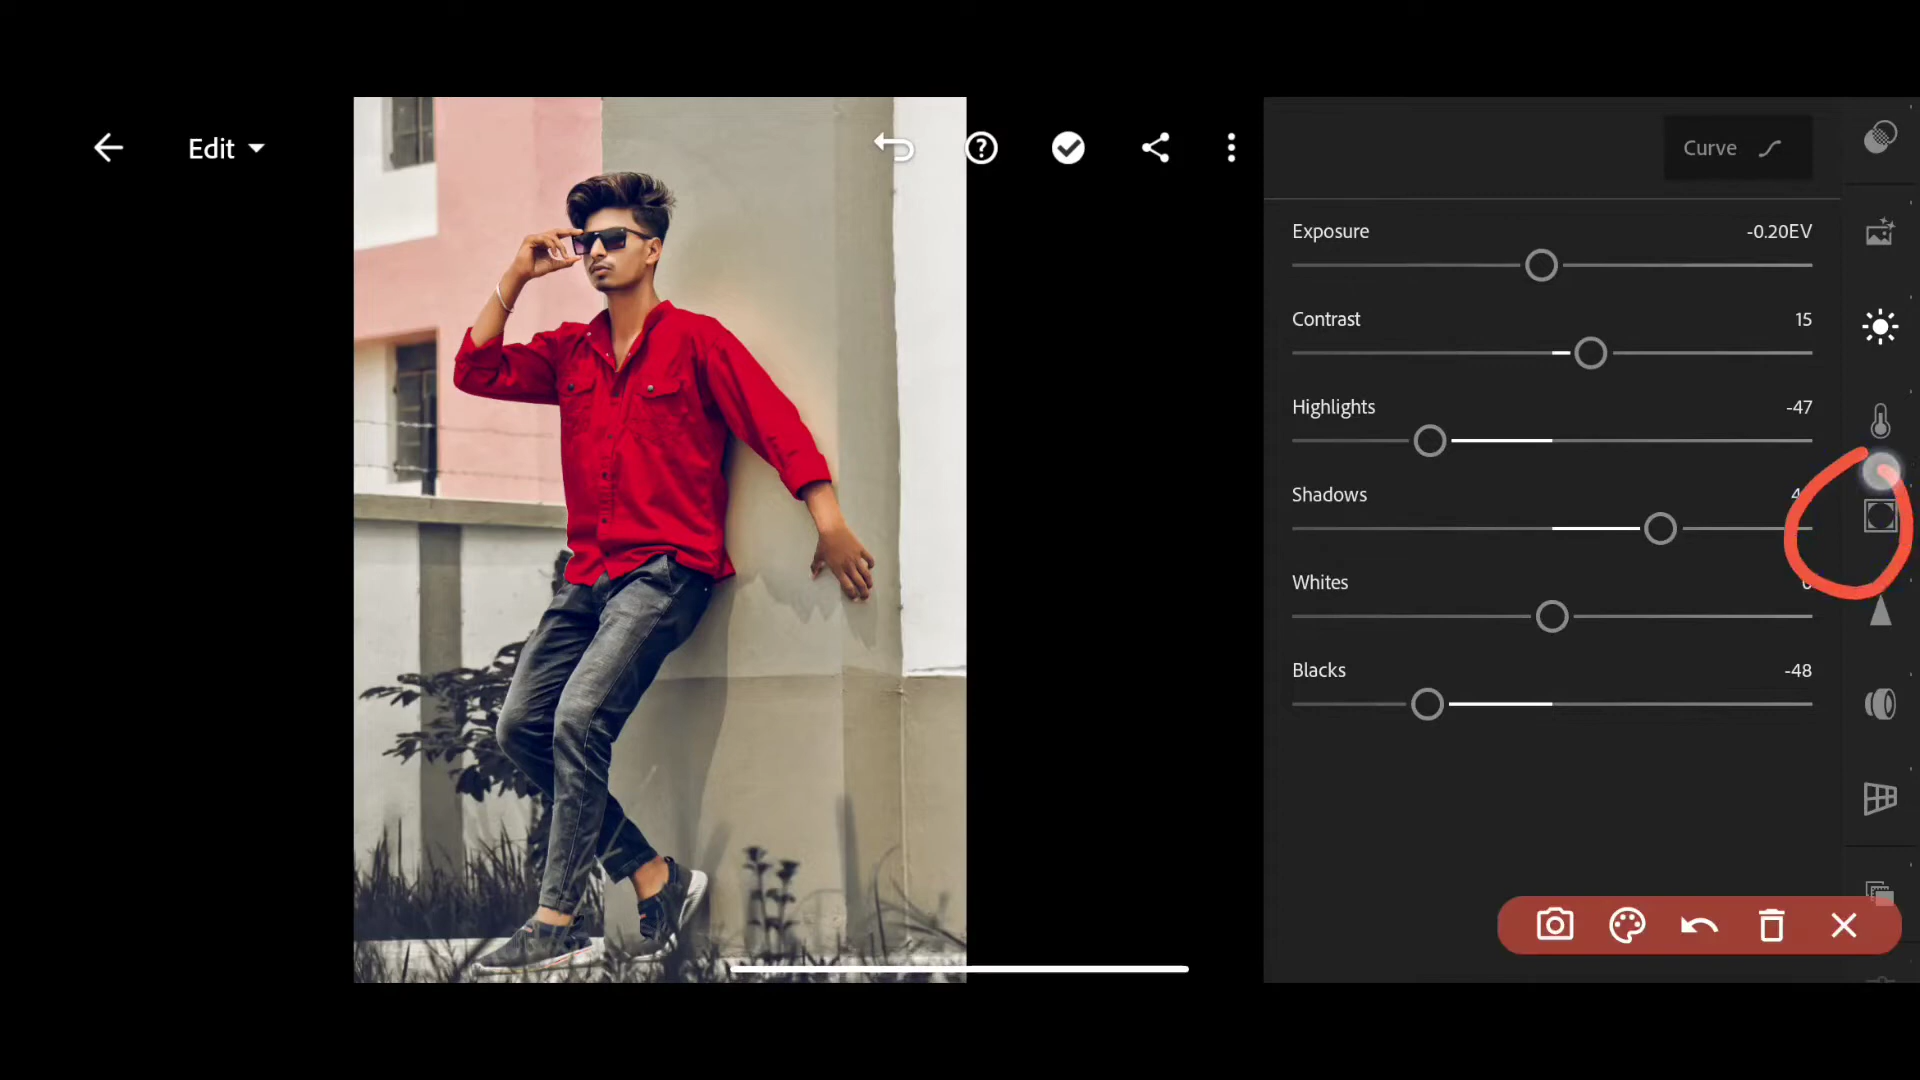 Edit
Curve
Exposure -0.20EV
Contrast 15
Highlights -47
Shadows
Whites
Blacks -48